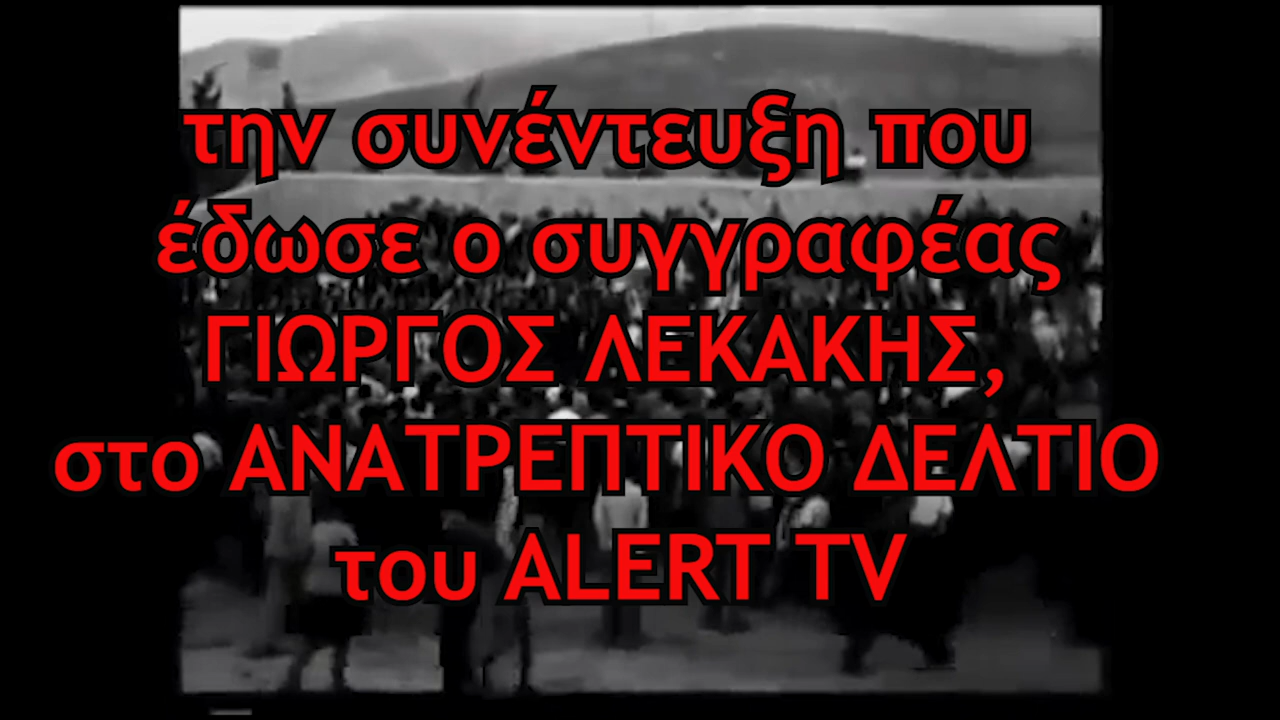 την συνέντευξη που
έδωσε ο συγγραφέας
ΓΙΩΡΓΟΣ ΛΕΚΑΚΗΣ,
στο ΑΝΑΤΡΕΠΤΙΚΟ ΔΕΛΤΙΟ
του ALERT TV